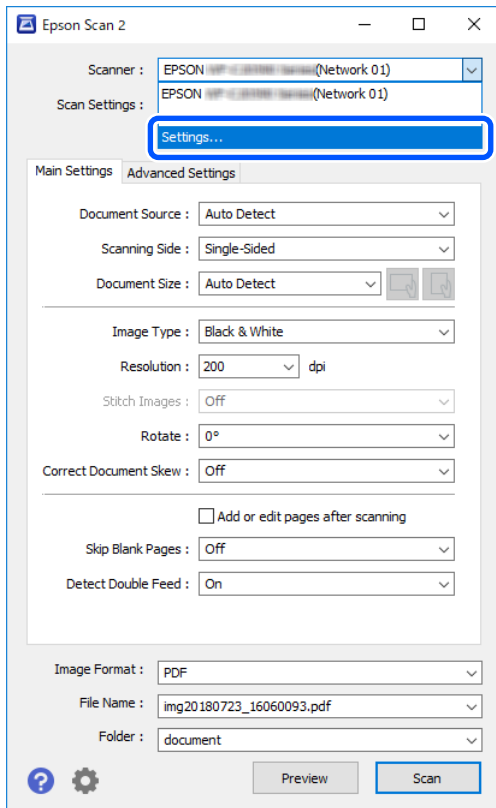 Epson Scan 2
Scanner : EPSON (Network 01)
EPSON (Network 01)
Scan Settings :
Settings...
Main Settings Advanced Settings
Document Source : Auto Detect
Scanning Side : Single-Sided
Document Size : Auto Detect
Image Type : Black & White
Resolution : 200 dpi
Stitch Images : Off
Rotate : 0°
Correct Document Skew : Off
Add or edit pages after scanning
Skip Blank Pages : Off
Detect Double Feed : On
Image Format : PDF
File Name : img20180723_16060093.pdf
Folder : document
? Preview Scan